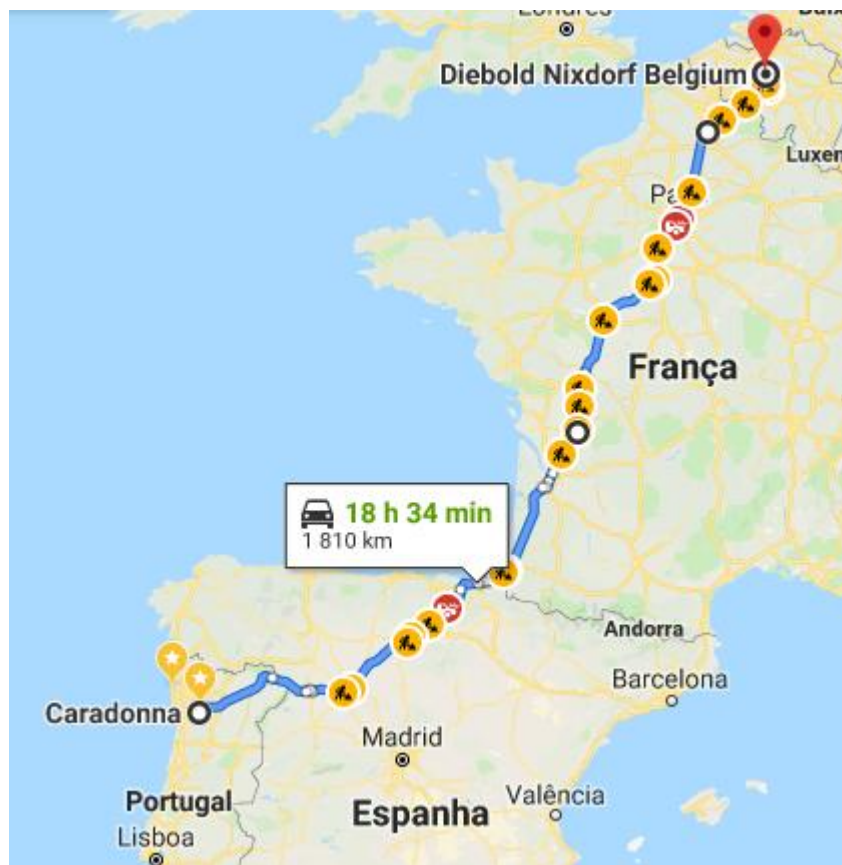 Londres
Diebold Nixdorf Belgium
Luxem
Pa
França
18 h 34 min
1 810 km
Andorra
Barcelona
Caradonna
Madrid
Portugal
Espanha
València
Lisboa